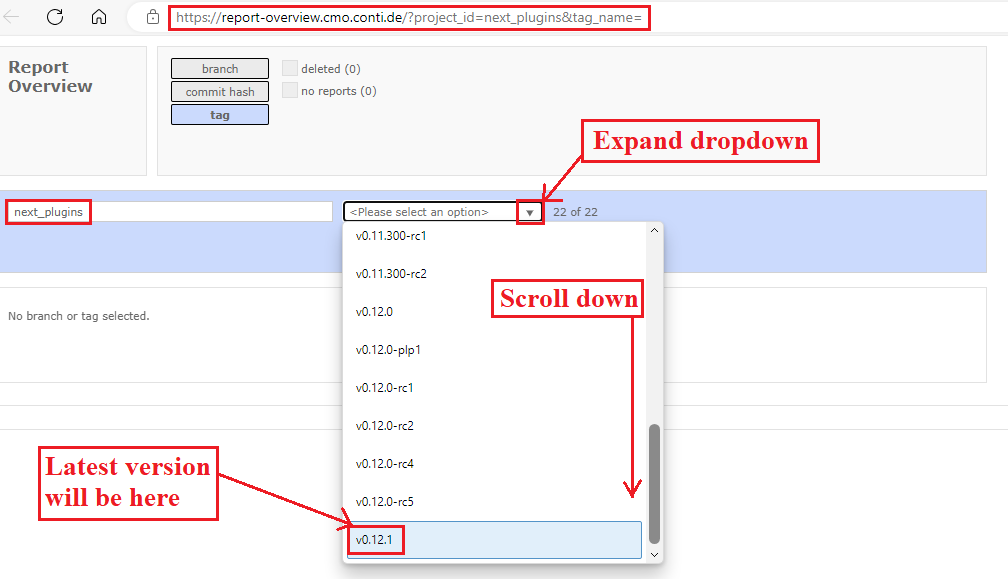 https://report-overview.cmo.conti.de/?project_id=next_plugins&tag_name=
Report
Overview
branch
deleted (0)
commit hash
no reports (0)
tag
Expand dropdown
next_plugins
<Please select an option>
22 of 22
v0.11.300-rc1
v0.11.300-rc2
Scroll down
v0.12.0
No branch or tag selected.
v0.12.0-plp1
v0.12.0-rc1
v0.12.0-rc2
v0.12.0-rc4
Latest version
will be here
v0.12.0-rc5
v0.12.1